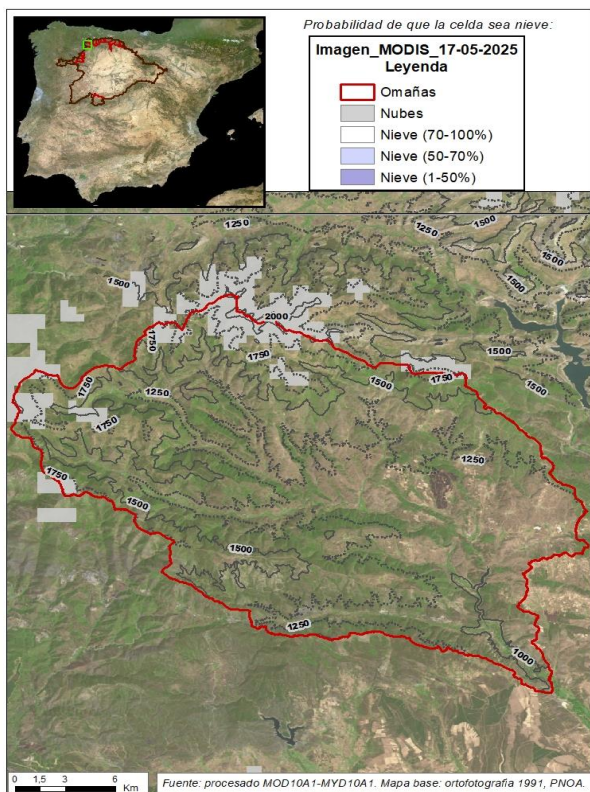 Probabilidad de que la celda sea nieve:
Imagen_MODIS_17-05-2025
Leyenda
Omañas
Nubes
Nieve (70-100%)
Nieve (50-70%)
Nieve (1-50%)
1250
1500
1250
1500
1500
1500
2000
1750
1750
1500
1750
1500
1500
1750
1250
1750
1250
1750
1500
1500
1250
1000
0 1,5 3 6
Km
Fuente: procesado MOD10A1-MYD10A1. Mapa base: ortofotografia 1991, PNOA.